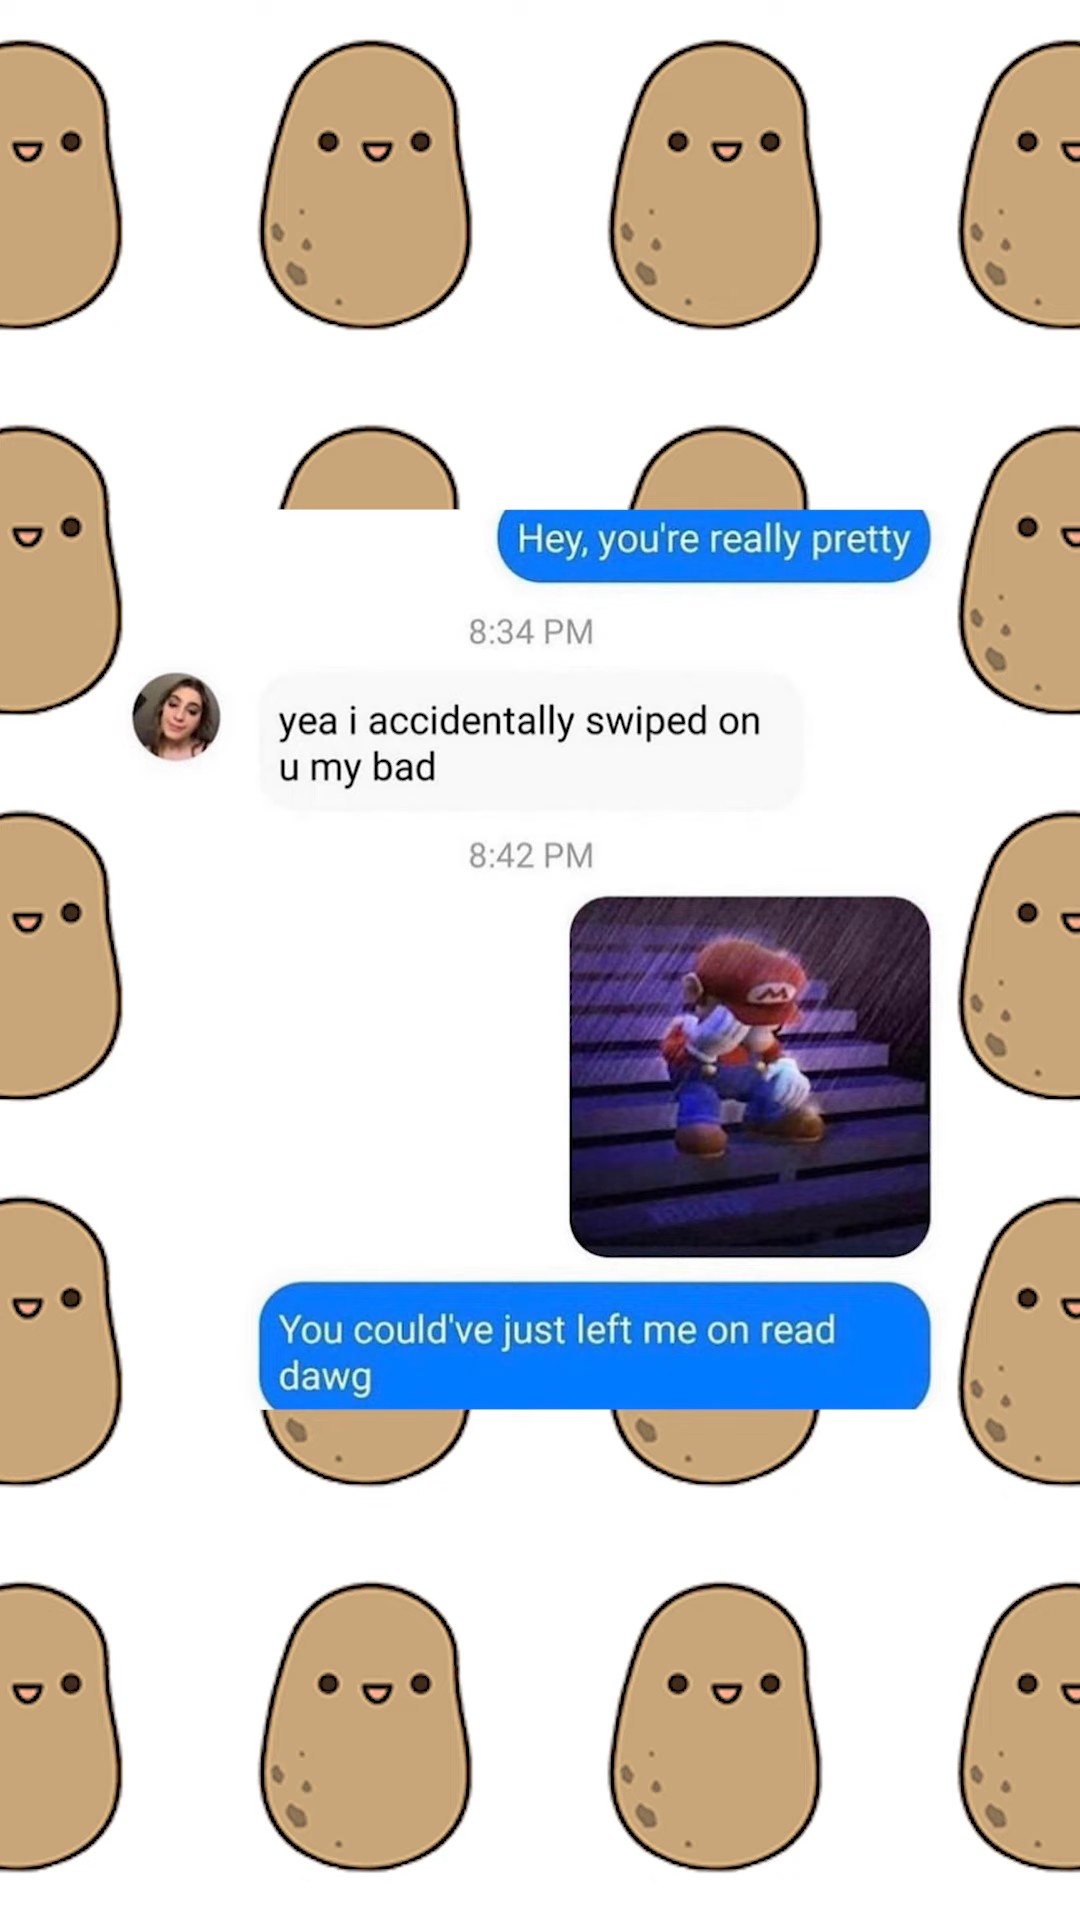 Hey, you're really pretty
8:34 PM
yea i accidentally swiped on
u my bad
8:42 PM
M
You could've just left me on read
dawg